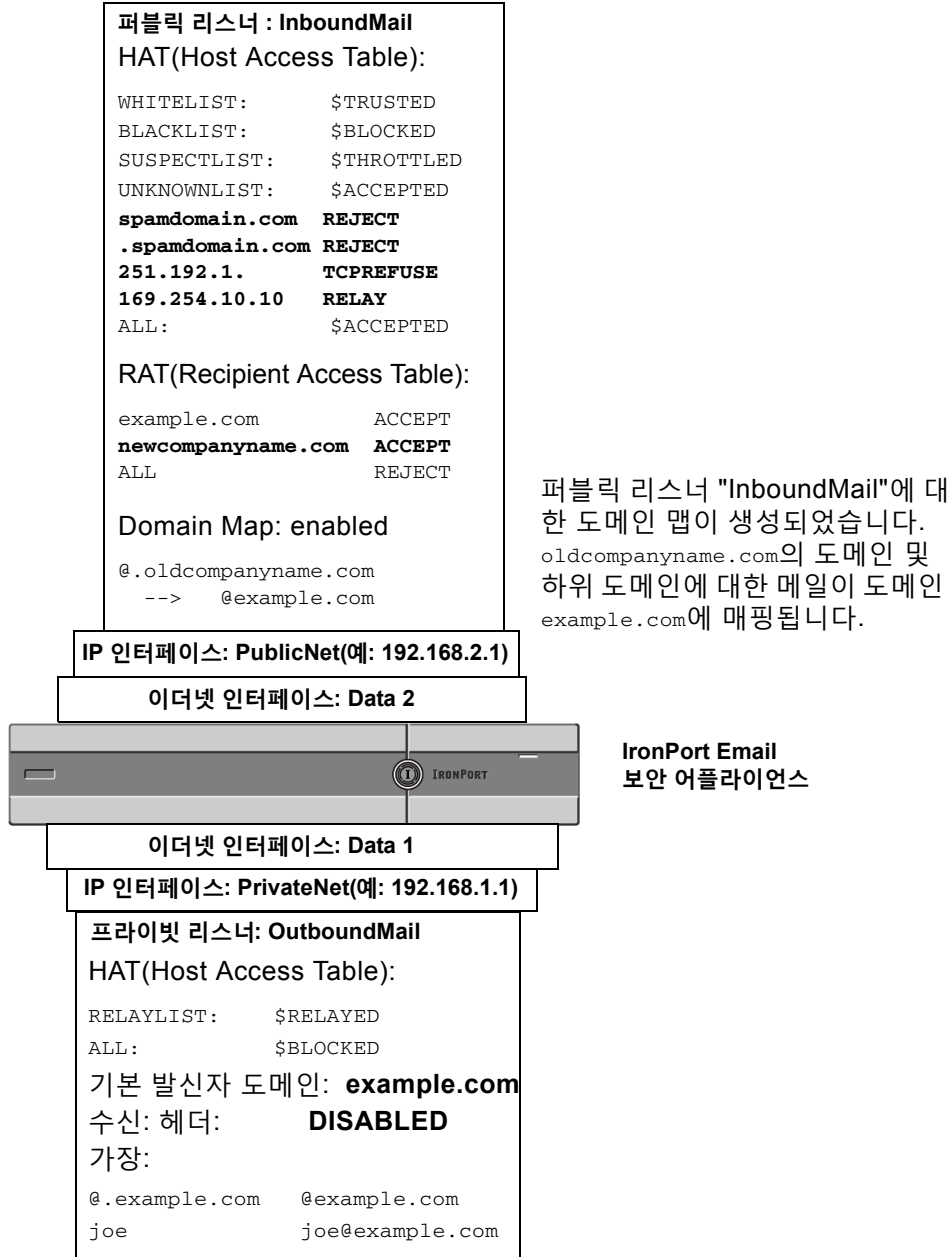 퍼블릭 리스너 : InboundMail
HAT(Host Access Table):
WHITELIST: $TRUSTED
BLACKLIST: $BLOCKED
SUSPECTLIST: $THROTTLED
UNKNOWNLIST: $ACCEPTED
spamdomain.com REJECT
.spamdomain.com REJECT
251.192.1. TCPREFUSE
169.254.10.10 RELAY
ALL: $ACCEPTED
RAT(Recipient Access Table):
example.com ACCEPT
newcompanyname.com ACCEPT
ALL REJECT
Domain Map: enabled
@.oldcompanyname.com
--> @example.com
퍼블릭 리스너 "InboundMail"에 대
한 도메인 맵이 생성되었습니다.
oldcompanyname.com의 도메인 및
하위 도메인에 대한 메일이 도메인
example.com에 매핑됩니다.
IP 인터페이스: PublicNet(예: 192.168.2.1)
이더넷 인터페이스: Data 2
IRONPORT
IronPort Email
보안 어플라이언스
이더넷 인터페이스: Data 1
IP 인터페이스: PrivateNet(예: 192.168.1.1)
프라이빗 리스너: OutboundMail
HAT(Host Access Table):
RELAYLIST: $RELAYED
ALL: $BLOCKED
기본 발신자 도메인: example.com
수신: 헤더: DISABLED
가장:
@.example.com @example.com
joe joe@example.com